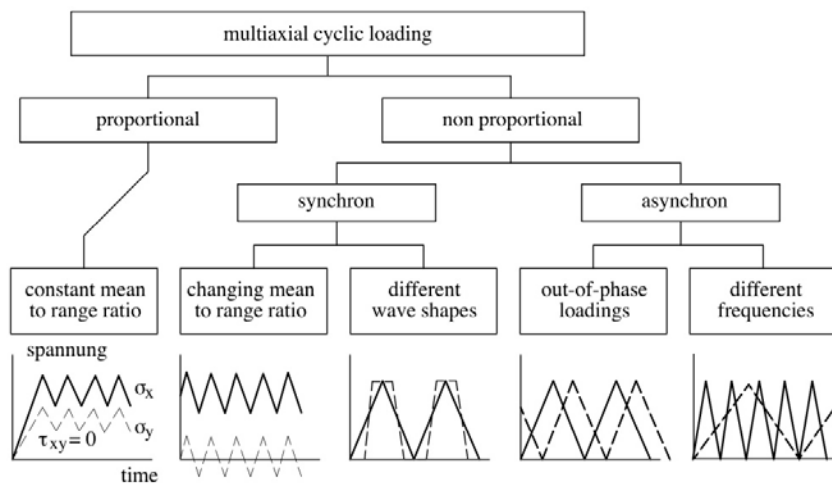 multiaxial cyclic loading
proportional
non proportional
synchron
asynchron
constant mean
to range ratio
changing mean
to range ratio
different
wave shapes
out-of-phase
loadings
different
frequencies
spannung
σx
σy
τxy = 0
time